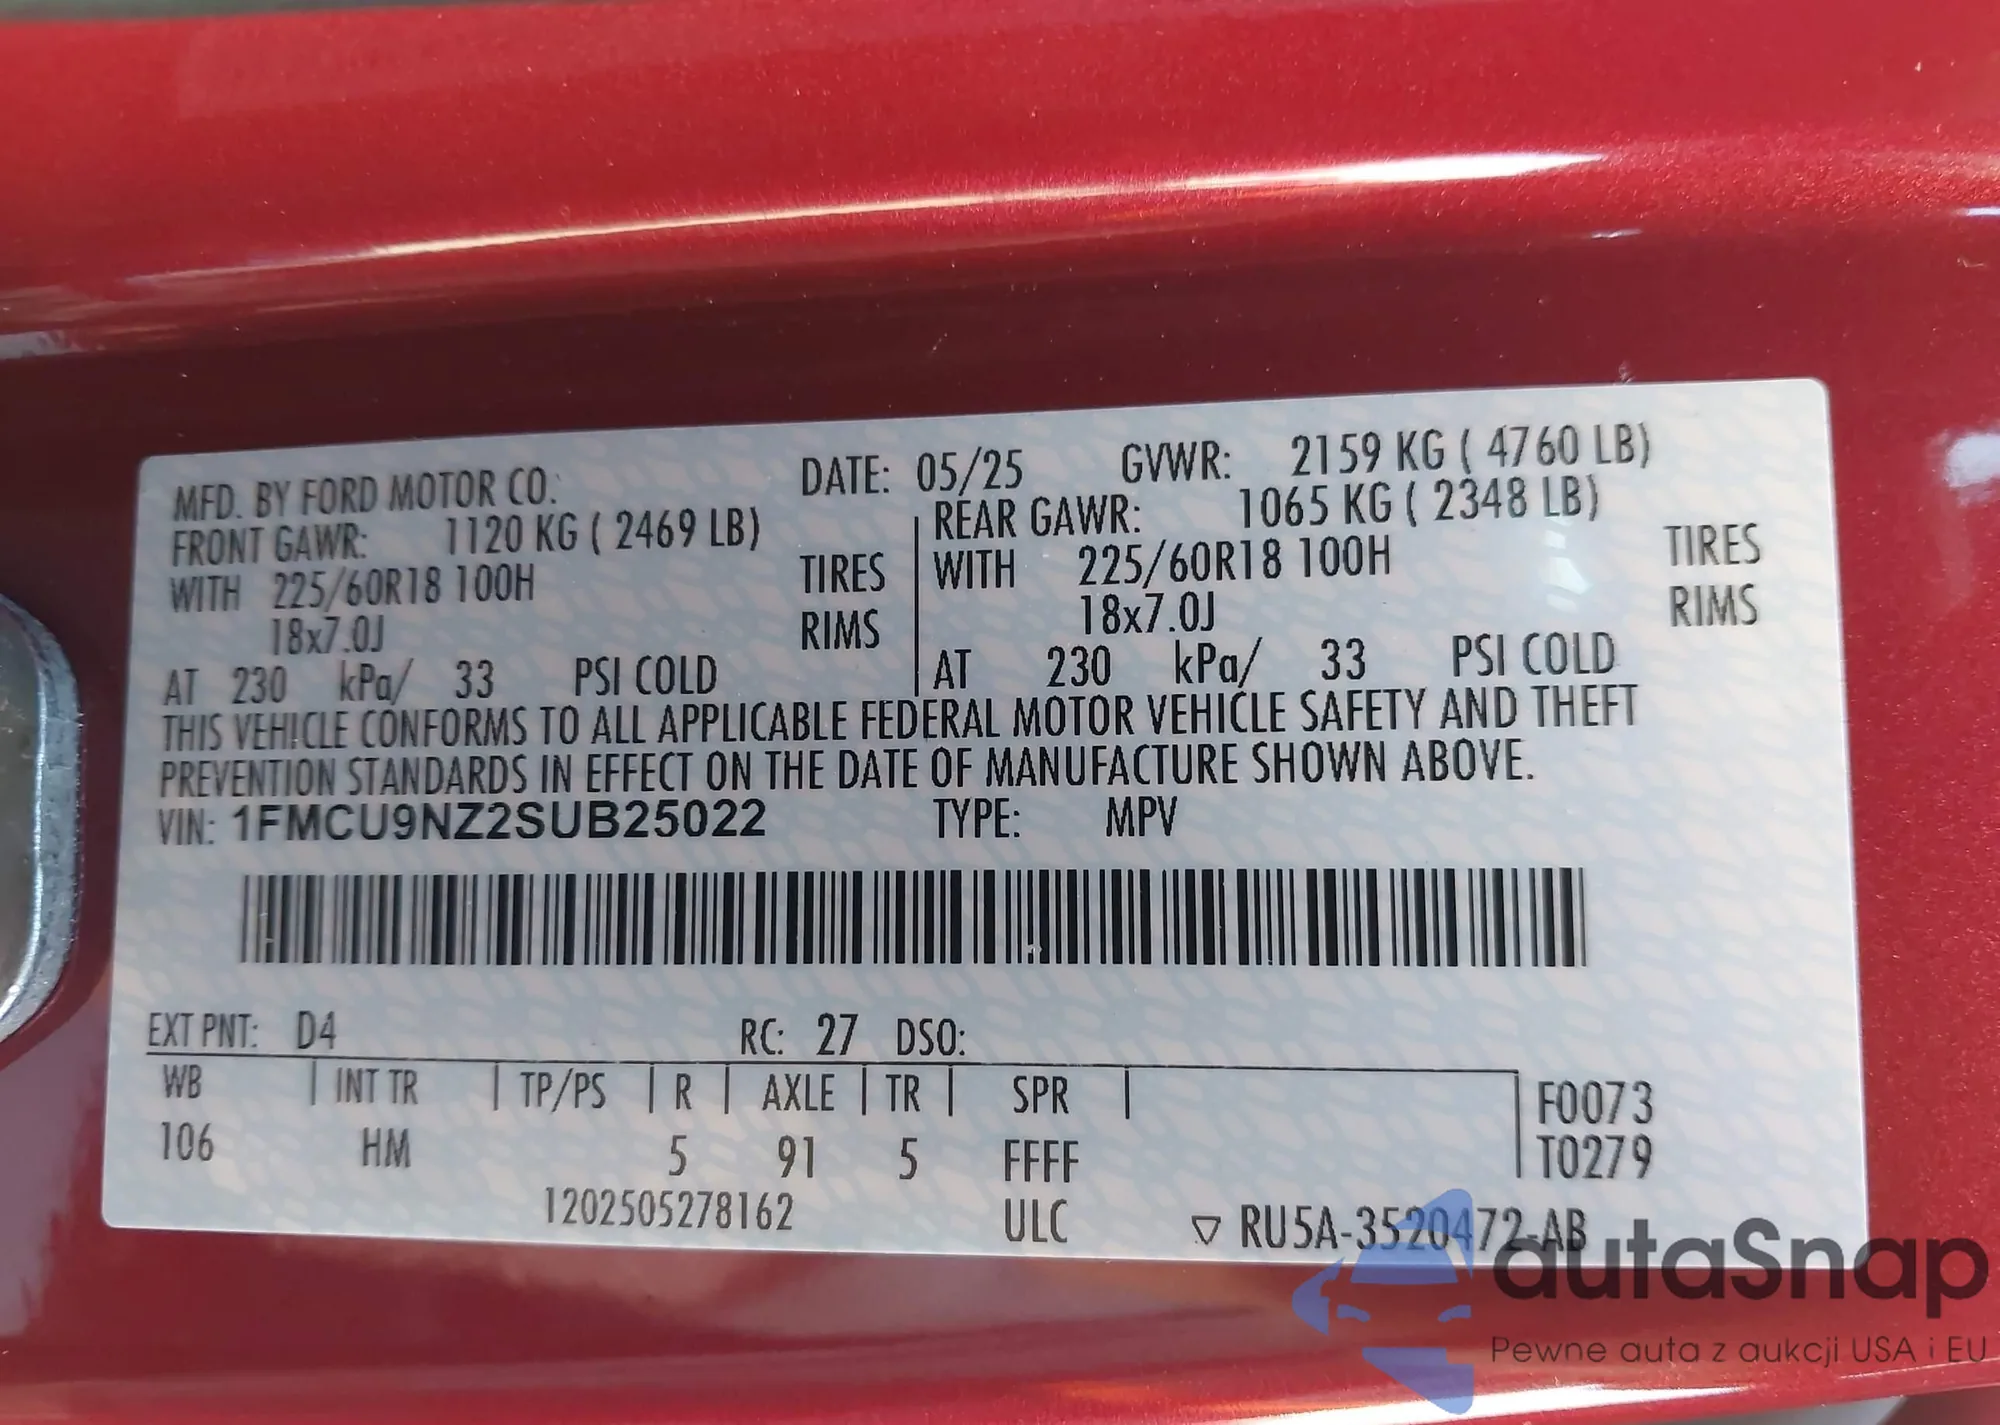 MFD. BY FORD MOTOR CO. DATE: 05/25 GVWR: 2159 KG ( 4760 LB)
FRONT GAWR: 1120 KG ( 2469 LB) REAR GAWR: 1065 KG ( 2348 LB)
WITH 225/60R18 100H TIRES WITH 225/60R18 100H TIRES
18x7.0J RIMS 18x7.0J RIMS
AT 230 kPa/ 33 PSI COLD AT 230 kPa/ 33 PSI COLD
THIS VEHICLE CONFORMS TO ALL APPLICABLE FEDERAL MOTOR VEHICLE SAFETY AND THEFT
PREVENTION STANDARDS IN EFFECT ON THE DATE OF MANUFACTURE SHOWN ABOVE.
VIN: 1FMCU9NZ2SUB25022 TYPE: MPV
EXT PNT: D4 RC: 27 DSO:
WB | INT TR | TP/PS | R | AXLE | TR | SPR | F0073
106 HM 5 91 5 FFFF T0279
1202505278162 ULC ▽ RU5A-3520472-AB
autaSnap
Pewne auta z aukcji USA i EU